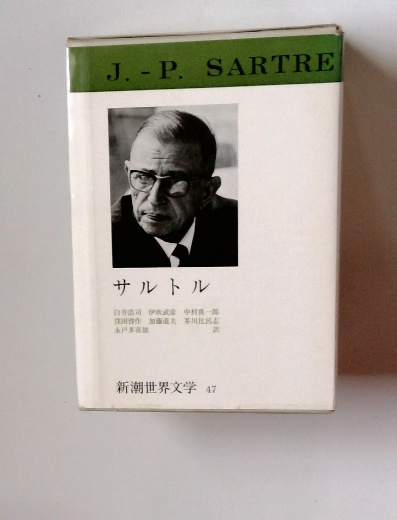 J. - P. SARTRE
サルトル
白井浩司 伊吹武彦 中村真一郎
窪田啓作 加藤道夫 芥川比呂志
永戸多喜雄 訳
新潮世界文学 47